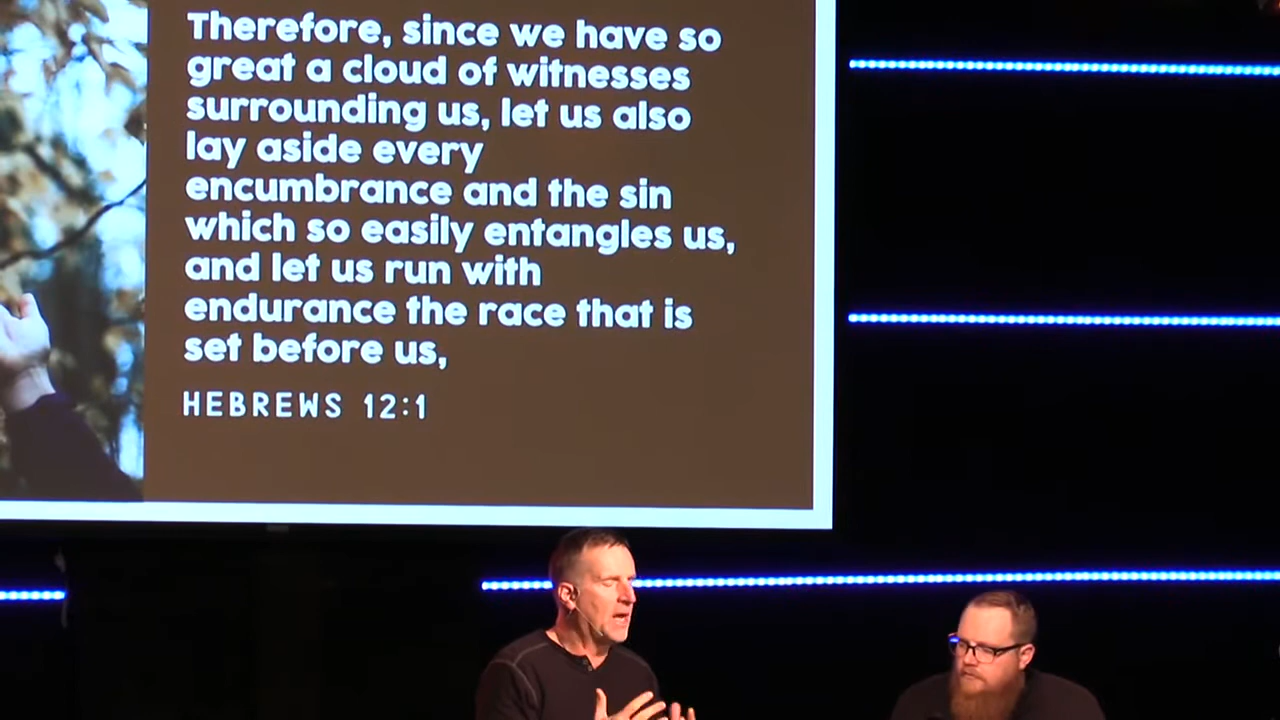 Therefore, since we have so
great a cloud of witnesses
surrounding us, let us also
lay aside every
encumbrance and the sin
which so easily entangles us,
and let us run with
endurance the race that is
set before us,
HEBREWS 12:1